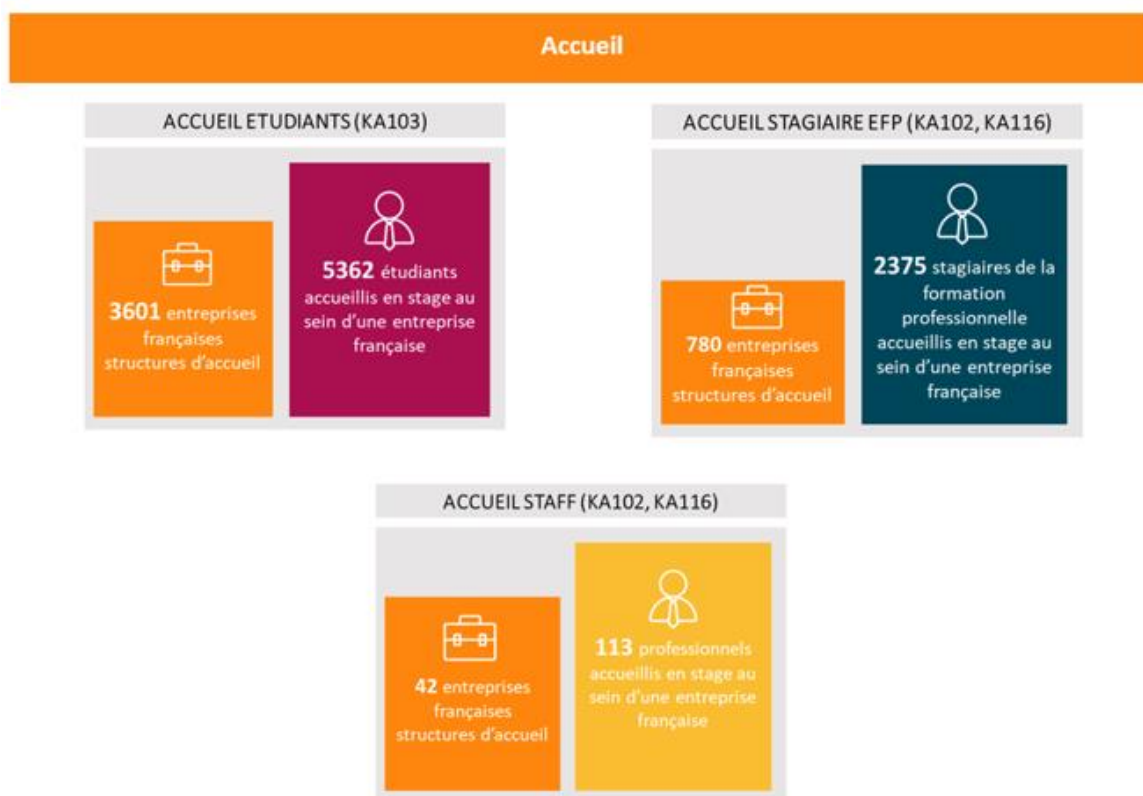 Accueil
ACCUEIL ETUDIANTS (KA103)
3601 entreprises
françaises
structures d'accueil
5362 étudiants
accueillis en stage au
sein d'une entreprise
française
ACCUEIL STAGIAIRE EFP (KA102, KA116)
780 entreprises
françaises
structures d'accueil
2375 stagiaires de la
formation
professionnelle
accueillis en stage au
sein d'une entreprise
française
ACCUEIL STAFF (KA102, KA116)
42 entreprises
françaises
structures d'accueil
113 professionnels
accueillis en stage au
sein d'une entreprise
française